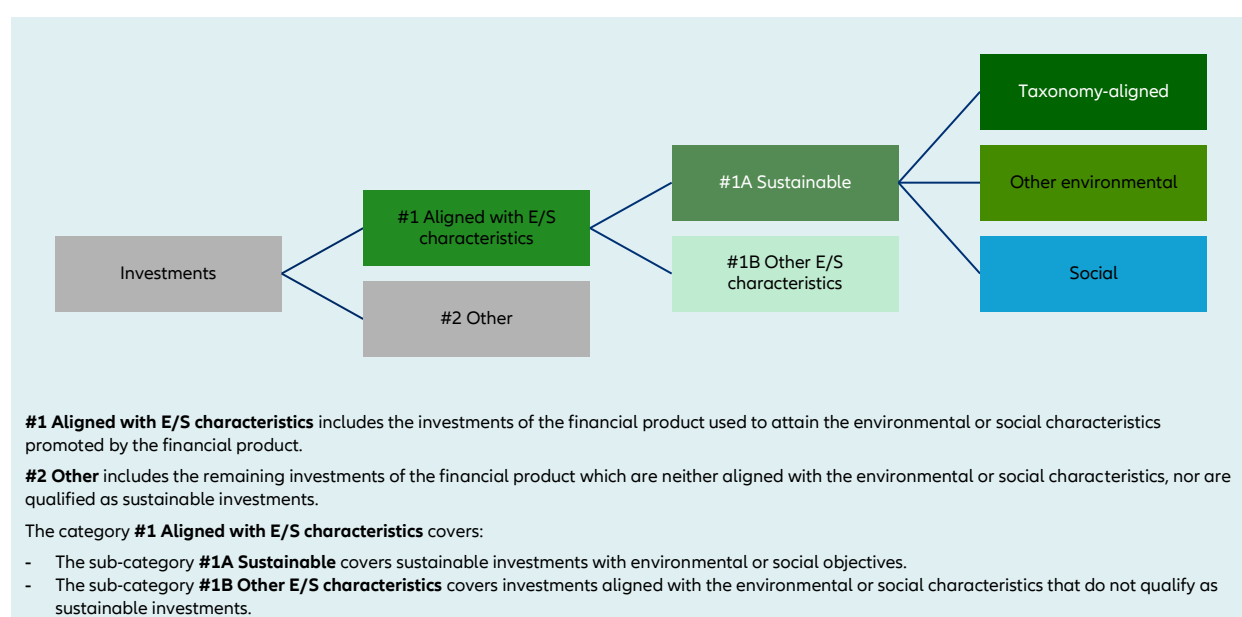 Taxonomy-aligned
#1A Sustainable
Other environmental
#1 Aligned with E/S
characteristics
#1B Other E/S
characteristics
Investments
Social
#2 Other
#1 Aligned with E/S characteristics includes the investments of the financial product used to attain the environmental or social characteristics
promoted by the financial product.
#2 Other includes the remaining investments of the financial product which are neither aligned with the environmental or social characteristics, nor are
qualified as sustainable investments.
The category #1 Aligned with E/S characteristics covers:
- The sub-category #1A Sustainable covers sustainable investments with environmental or social objectives.
- The sub-category #1B Other E/S characteristics covers investments aligned with the environmental or social characteristics that do not qualify as
sustainable investments.